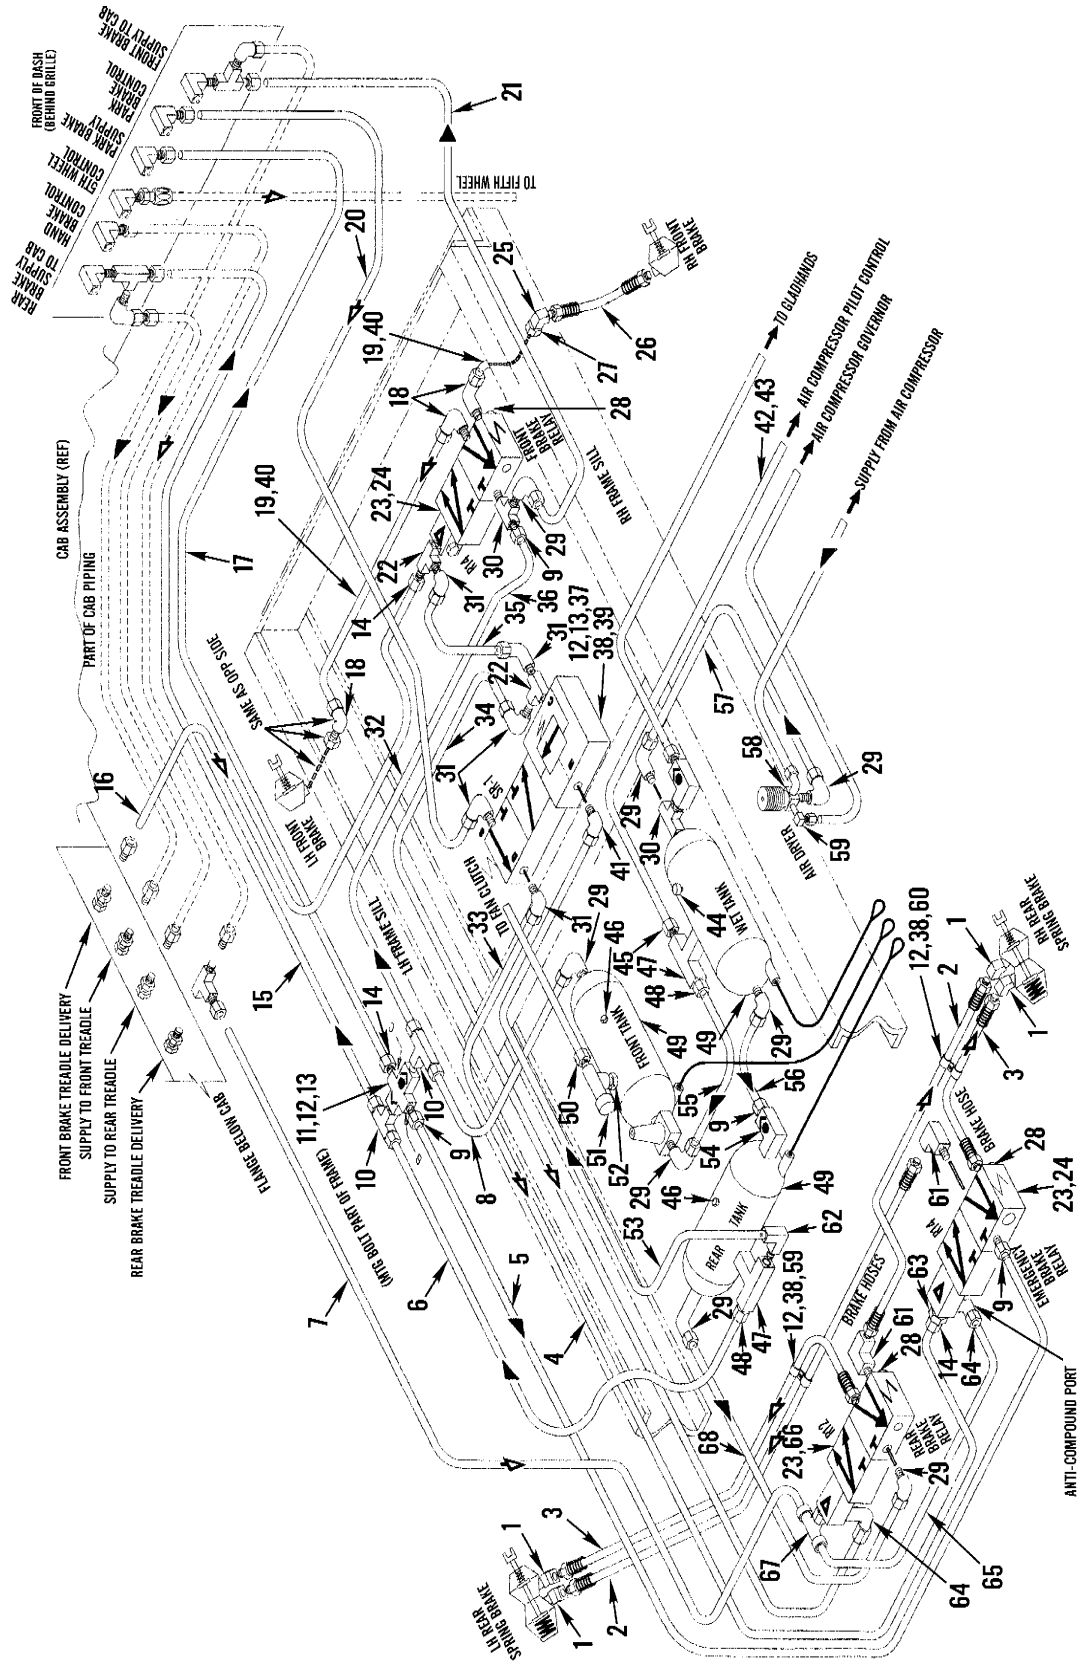 FRONT OF DASH
(BEHIND GRILLE)
REAR
BRAKE
SUPPLY
TO CAB
HAND
BRAKE
CONTROL
5TH WHEEL
CONTROL
PARK BRAKE
SUPPLY
PARK
BRAKE
CONTROL
FRONT BRAKE
SUPPLY TO CAB
CAB ASSEMBLY (REF)
PART OF CAB PIPING
TO FIFTH WHEEL
21
20
25
RH FRONT
BRAKE
26
27
19,40
18
28
FRONT
BRAKE
RELAY
RH FRAME SILL
TO GLADHANDS
AIR COMPRESSOR PILOT CONTROL
AIR COMPRESSOR GOVERNOR
42,43
SUPPLY FROM AIR COMPRESSOR
19,40
23,24
R14
22
14
31
30
29
9
36
35
31
12,13,37
38,39
22
17
SAME AS OPP SIDE
18
32
34
31
SR-1
LH FRONT
BRAKE
57
58
29
59
AIR DRYER
29
30
WET TANK
44
41
TO FAN CLUTCH
33
31
29
46
45
47
48
49
FRONT TANK
49
29
16
FRONT BRAKE TREADLE DELIVERY
SUPPLY TO FRONT TREADLE
SUPPLY TO REAR TREADLE
REAR BRAKE TREADLE DELIVERY
FLANGE BELOW CAB
15
LH FRAME SILL
14
11,12,13
(MTG BOLT PART OF FRAME)
10
10
9
8
50
51
52
55
56
9
54
29
46
53
49
REAR
TANK
62
29
48
47
12,38,59
12,38,60
1
2
RH REAR
SPRING BRAKE
1
3
BRAKE HOSE
28
61
23,24
R14
63
EMERGENCY
BRAKE
RELAY
9
BRAKE HOSES
61
28
14
64
ANTI-COMPOUND PORT
7
6
5
4
68
R12
23,66
REAR
BRAKE
RELAY
29
67
64
65
3
1
LH REAR
SPRING BRAKE
1
2